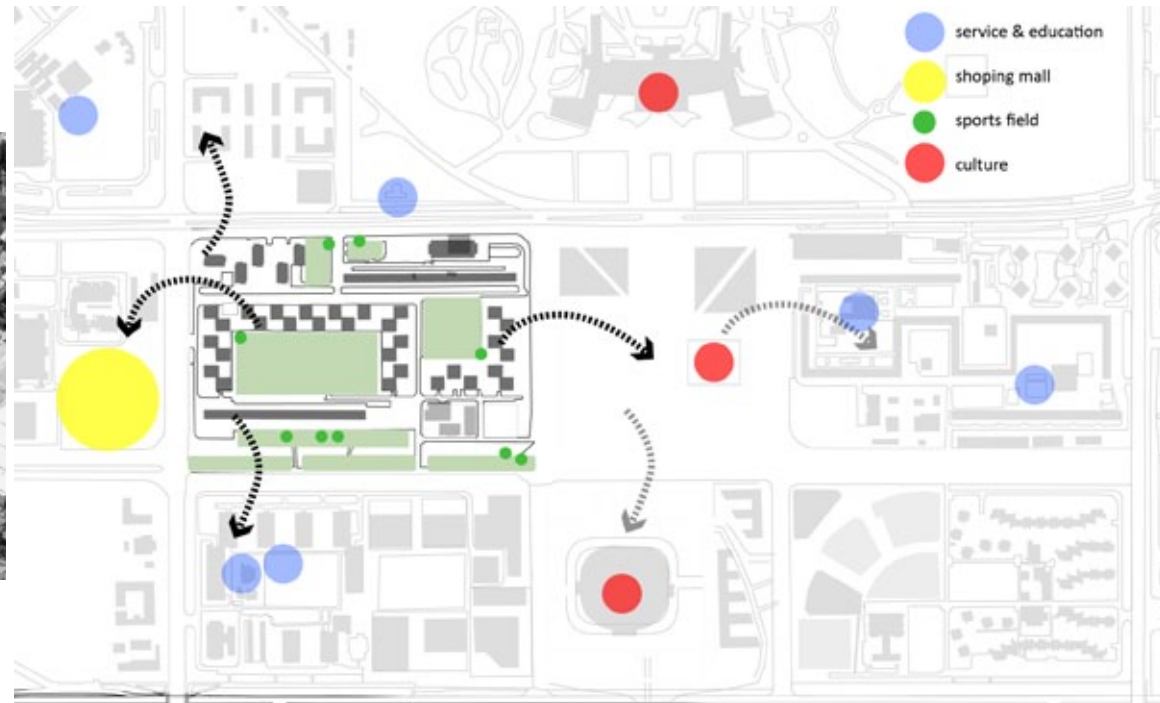 service & education
shoping mall
sports field
culture